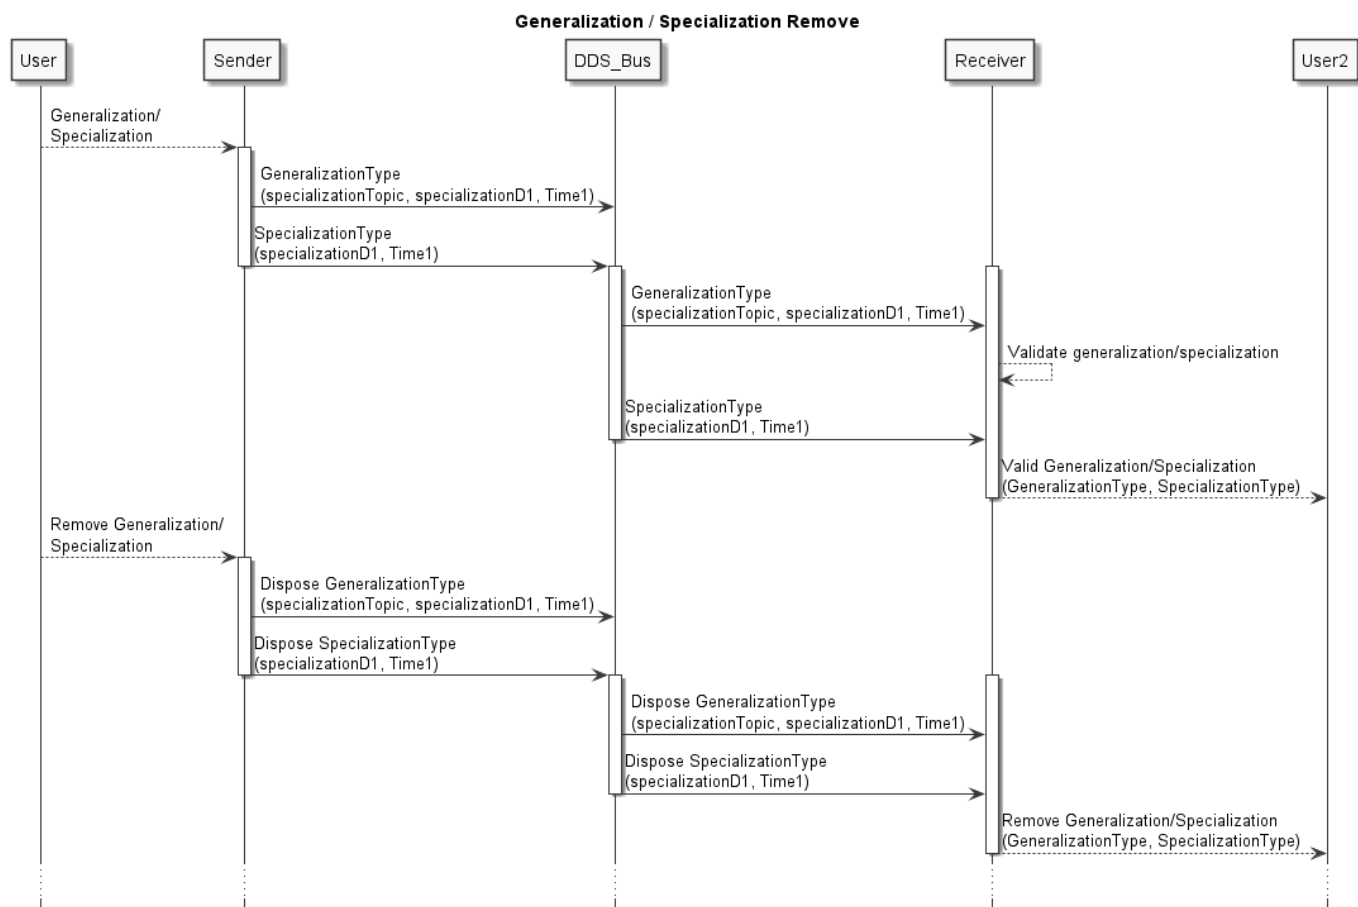 Generalization / Specialization Remove
User
Sender
DDS_Bus
Receiver
User2
Generalization/
Specialization
GeneralizationType
(specializationTopic, specializationD1, Time1)
SpecializationType
(specializationD1, Time1)
GeneralizationType
(specializationTopic, specializationD1, Time1)
Validate generalization/specialization
SpecializationType
(specializationD1, Time1)
Valid Generalization/Specialization
(GeneralizationType, SpecializationType)
Remove Generalization/
Specialization
Dispose GeneralizationType
(specializationTopic, specializationD1, Time1)
Dispose SpecializationType
(specializationD1, Time1)
Dispose GeneralizationType
(specializationTopic, specializationD1, Time1)
Dispose SpecializationType
(specializationD1, Time1)
Remove Generalization/Specialization
(GeneralizationType, SpecializationType)